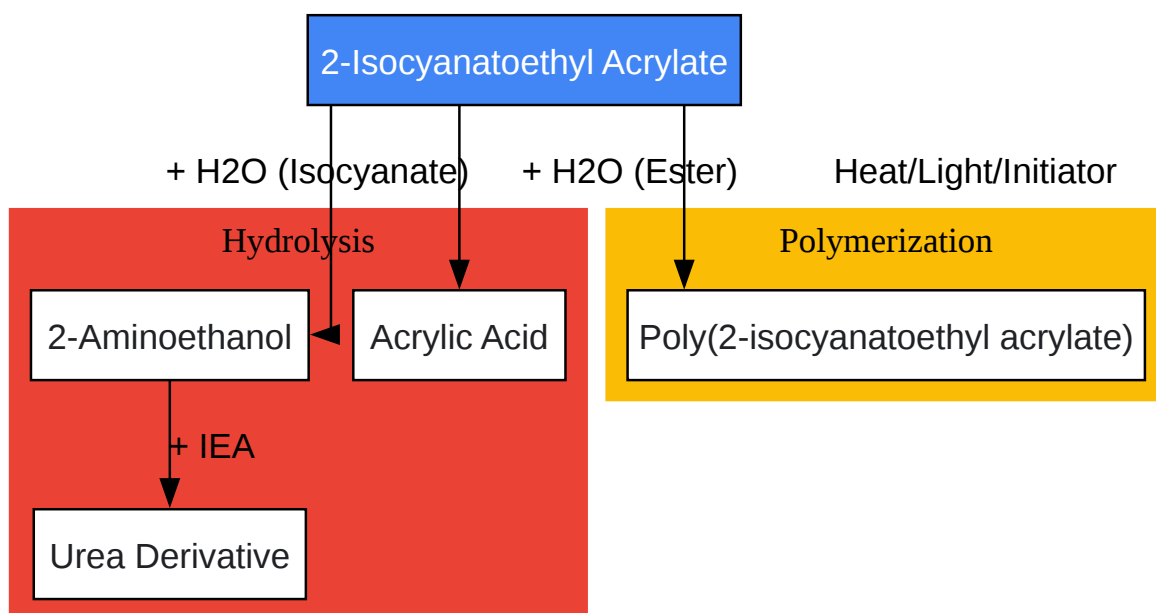 2-Isocyanatoethyl Acrylate
+ H2O (Isocyanate)
+ H2O (Ester)
Heat/Light/Initiator
Hydrolysis
Polymerization
2-Aminoethanol
Acrylic Acid
Poly(2-isocyanatoethyl acrylate)
+ IEA
Urea Derivative